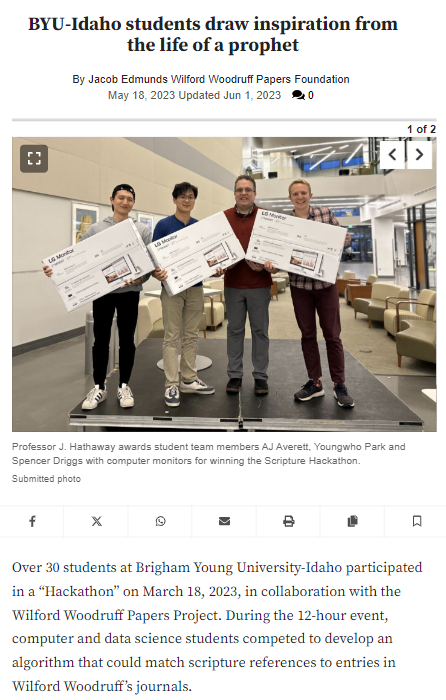 BYU-Idaho students draw inspiration from
the life of a prophet
By Jacob Edmunds Wilford Woodruff Papers Foundation
May 18, 2023 Updated Jun 1, 2023 0
1 of 2
LG Monitor
LG Monitor
LG Monitor
Professor J. Hathaway awards student team members AJ Averett, Youngwho Park and
Spencer Driggs with computer monitors for winning the Scripture Hackathon.
Submitted photo
Over 30 students at Brigham Young University-Idaho participated
in a “Hackathon” on March 18, 2023, in collaboration with the
Wilford Woodruff Papers Project. During the 12-hour event,
computer and data science students competed to develop an
algorithm that could match scripture references to entries in
Wilford Woodruff’s journals.